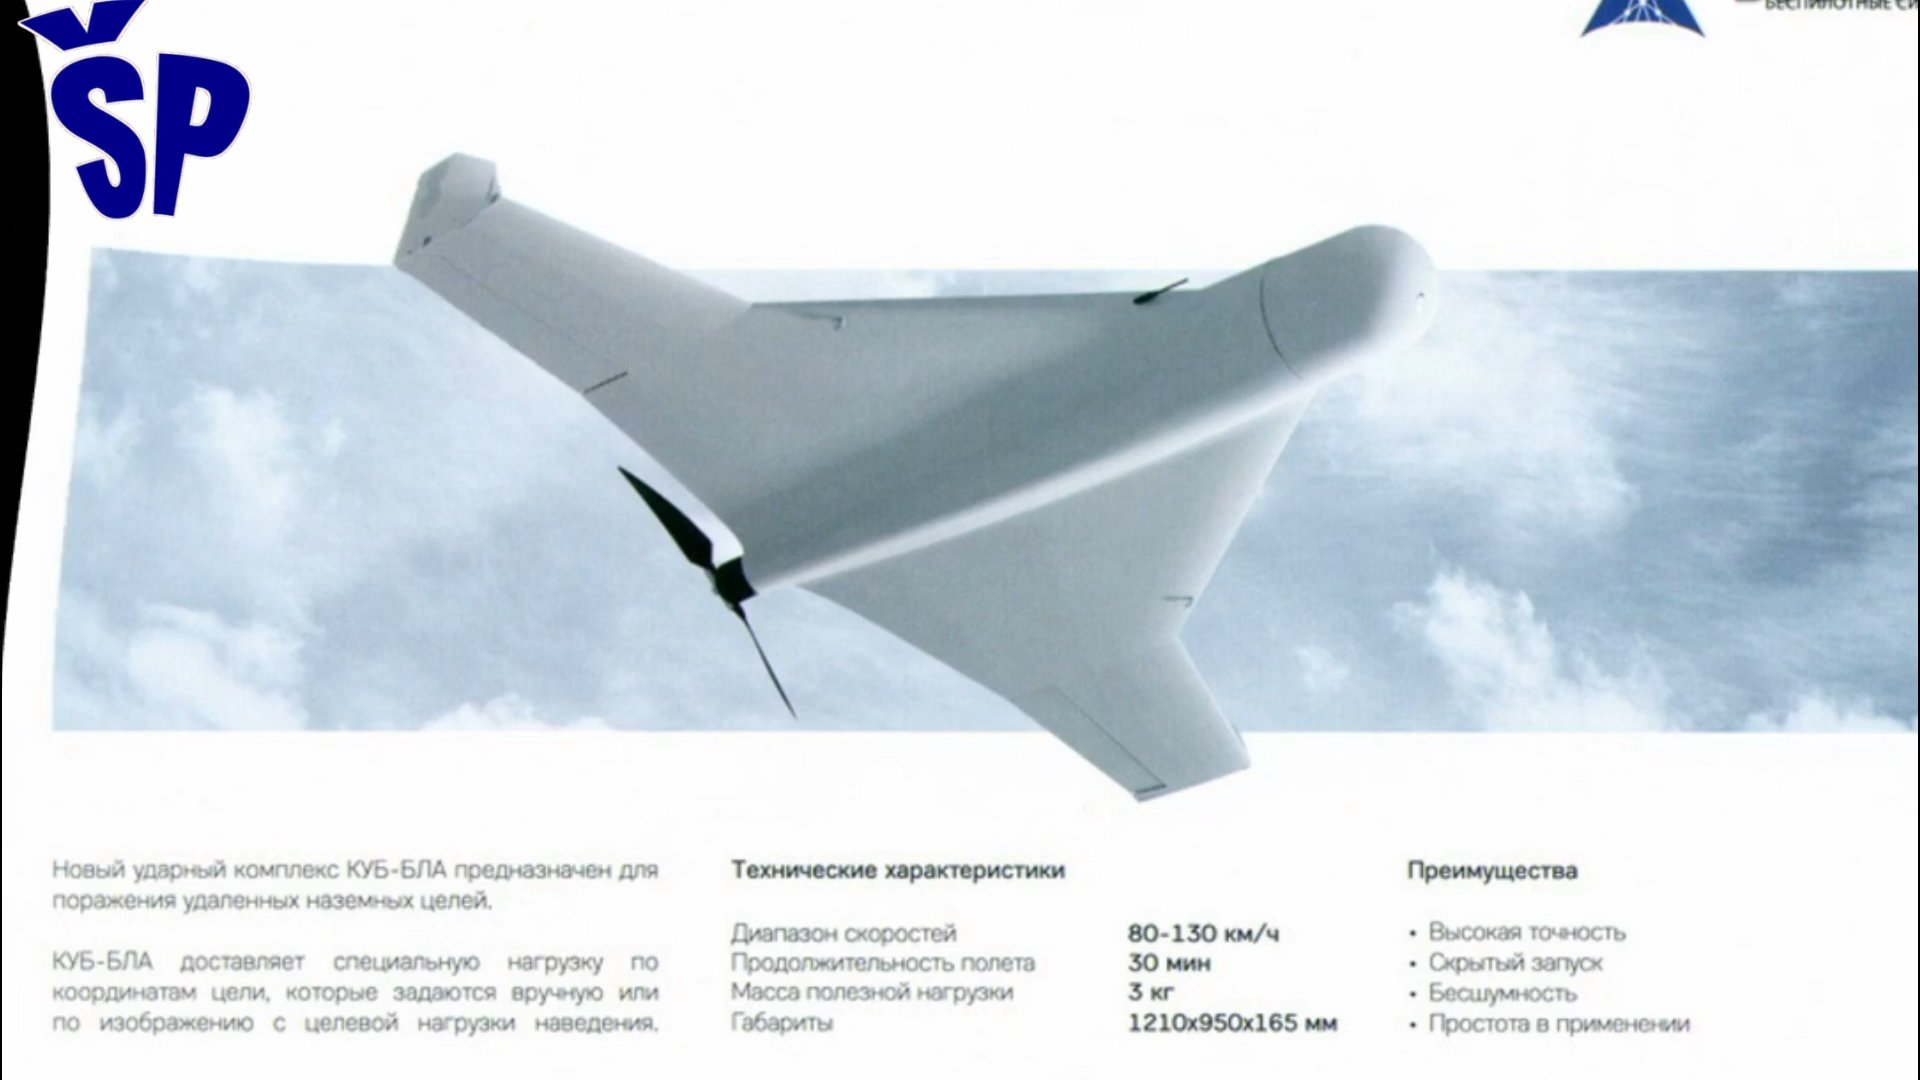 ŠP
БЕСПИЛОТНЫЕ
Новый ударный комплекс КУБ-БЛА предназначен для
поражения удаленных наземных целей.
КУБ-БЛА доставляет специальную нагрузку по
координатам цели, которые задаются вручную или
по изображению с целевой нагрузки наведения.
Технические характеристики
Диапазон скоростей 80-130 км/ч
Продолжительность полета 30 мин
Масса полезной нагрузки 3 кг
Габариты 1210х950х165 мм
Преимущества
• Высокая точность
• Скрытый запуск
• Бесшумность
• Простота в применении